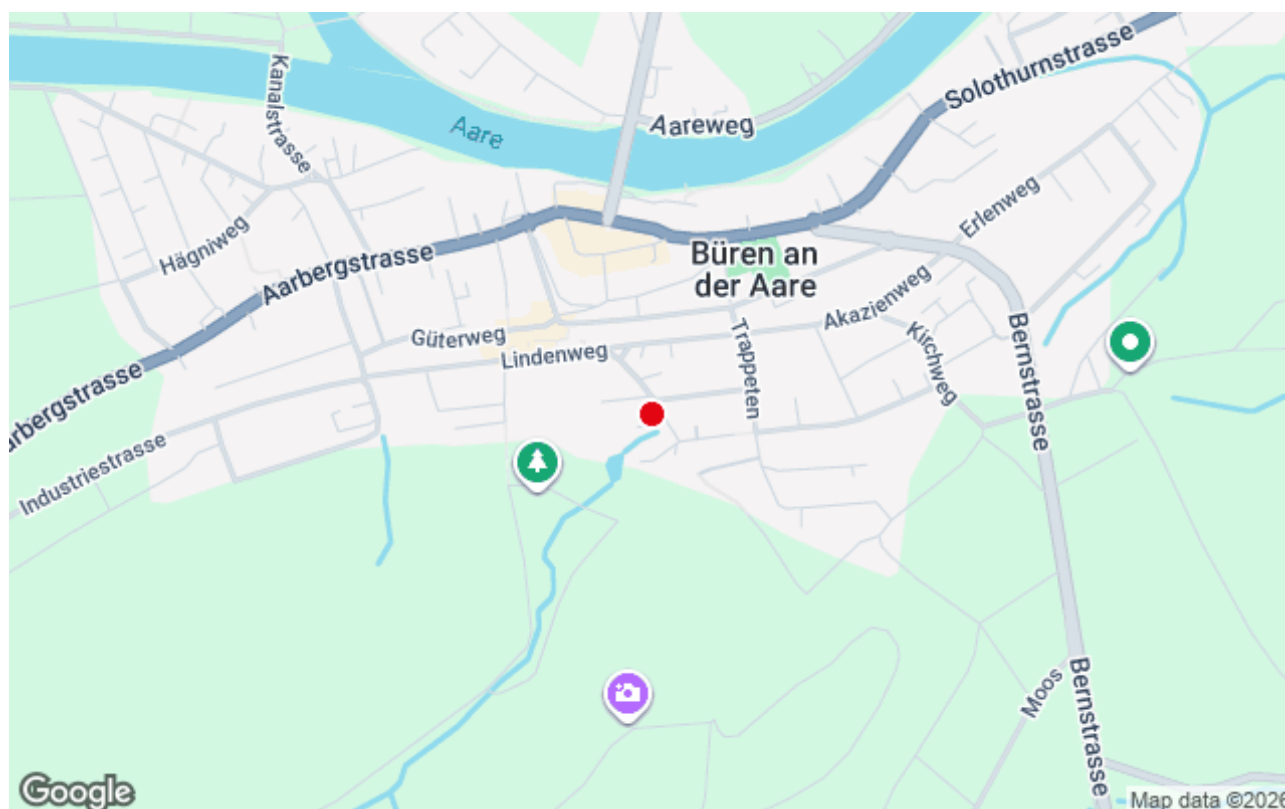 Solothurnstrasse
Kanalstrasse
Aare
Aareweg
Erlenweg
Hägniweg
Büren an
der Aare
Aarbergstrasse
Akazienweg
Güterweg
Trappeten
Kirchweg
Bernstrasse
Lindenweg
arbergstrasse
Industriestrasse
Moos
Bernstrasse
Google
Map data ©2026